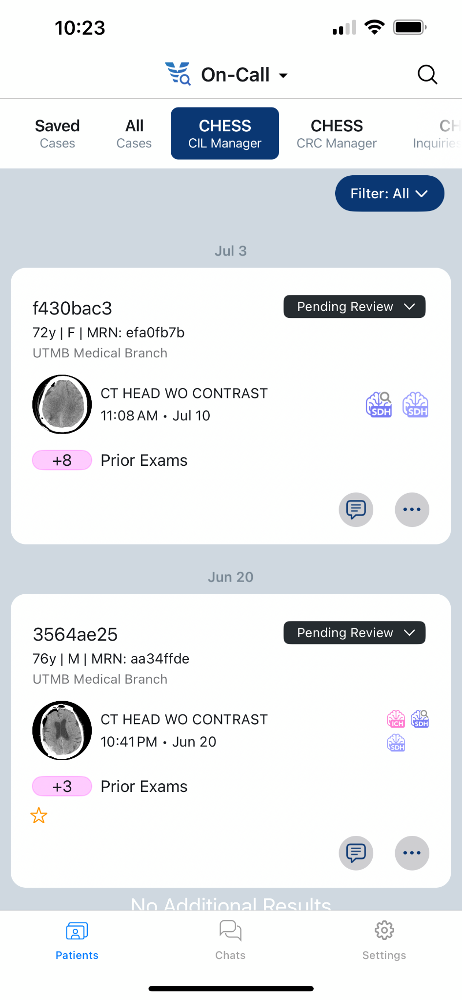 10:23
On-Call
Saved
Cases
All
Cases
CHESS
CIL Manager
CHESS
CRC Manager
CH
Inquiries
Filter: All
Jul 3
f430bac3
Pending Review
72y | F | MRN: efa0fb7b
UTMB Medical Branch
CT HEAD WO CONTRAST
11:08 AM • Jul 10
SDH
SDH
+8
Prior Exams
Jun 20
3564ae25
Pending Review
76y | M | MRN: aa34ffde
UTMB Medical Branch
CT HEAD WO CONTRAST
10:41 PM • Jun 20
ICH
SDH
SDH
+3
Prior Exams
No Additional Results
Patients
Chats
Settings